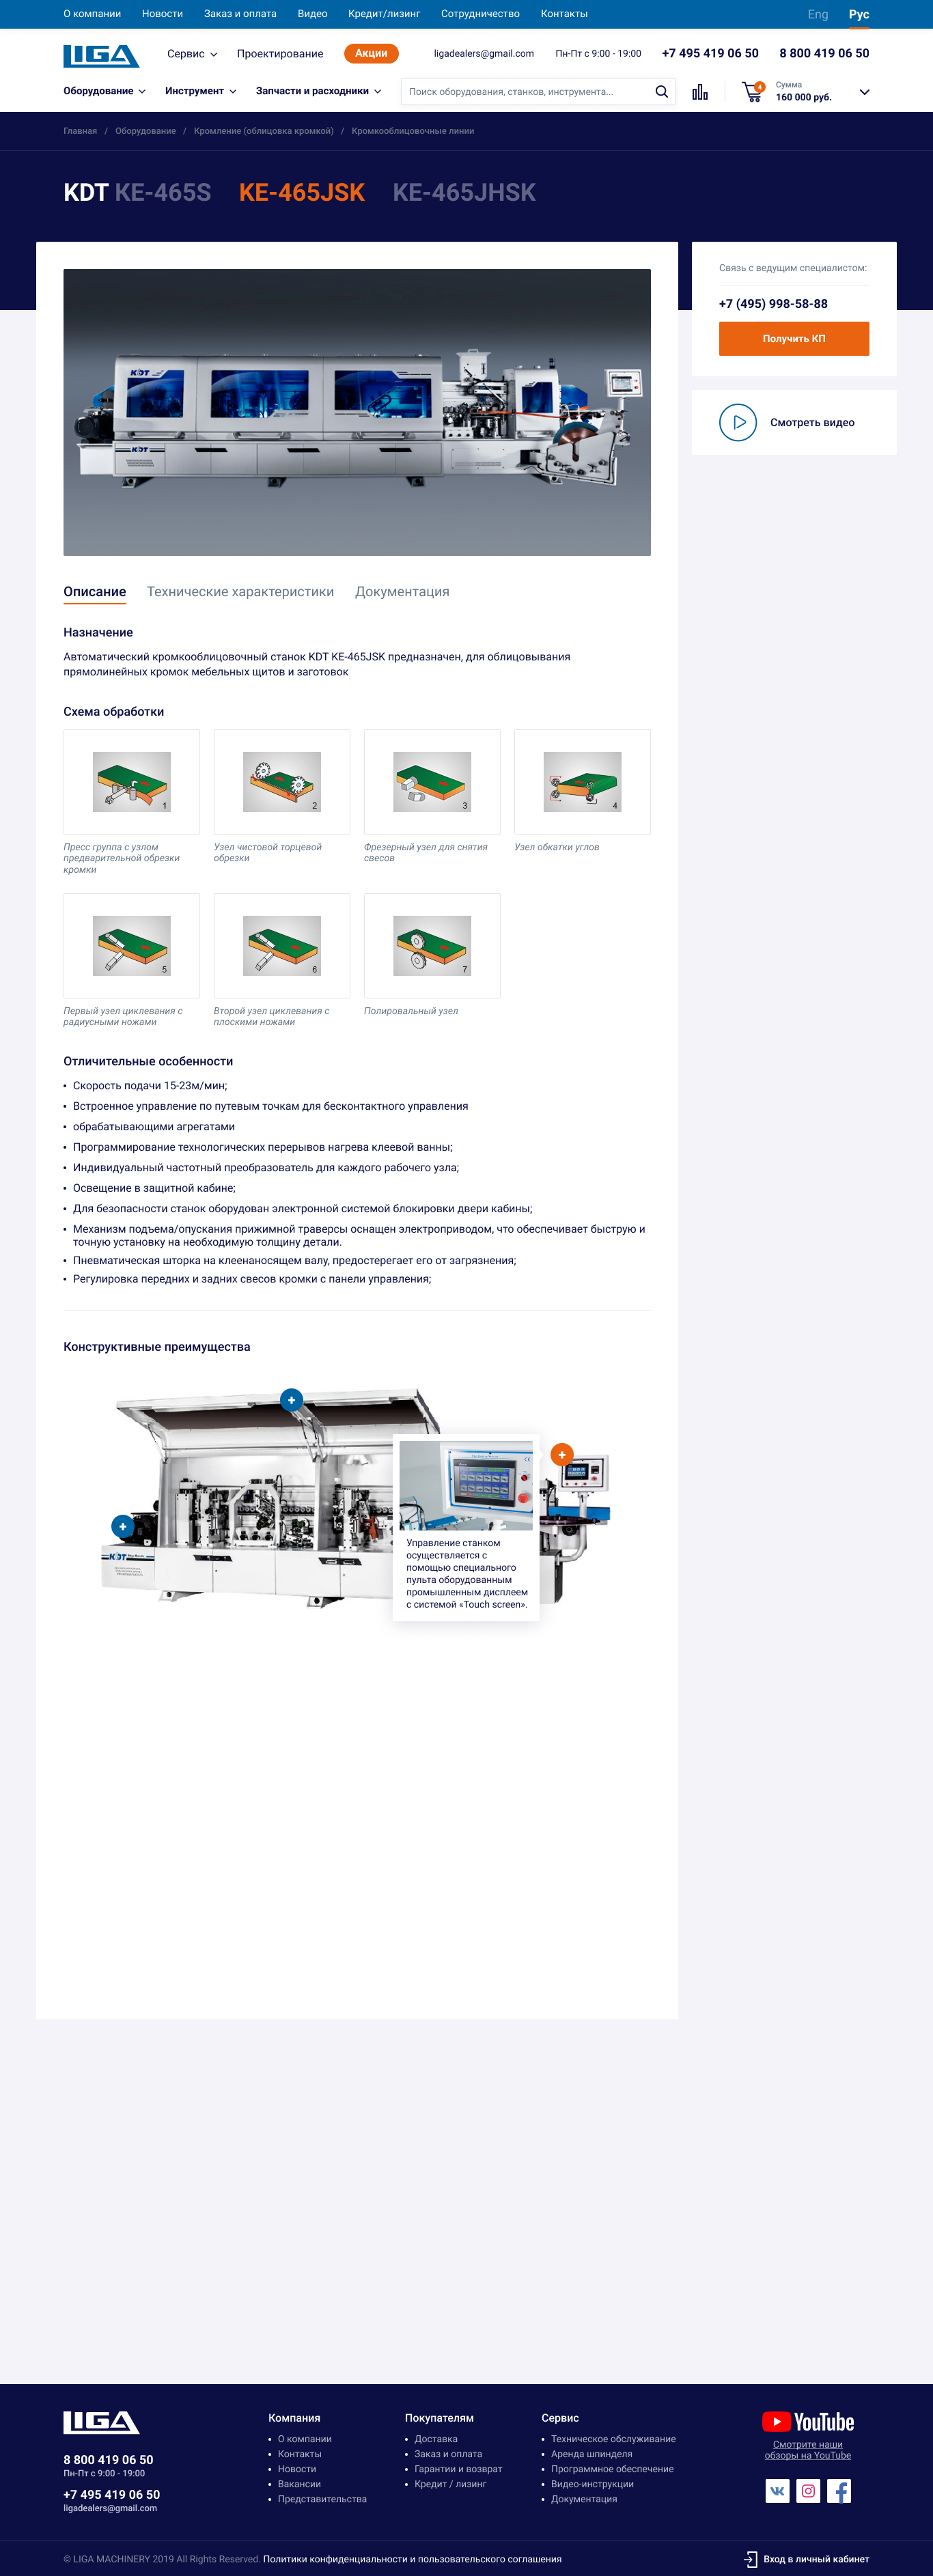 О компании Новости Заказ и оплата Видео Кредит/лизинг Сотрудничество Контакты Eng Рус
LIGA Сервис Проектирование Акции ligadealers@gmail.com Пн-Пт с 9:00 - 19:00 +7 495 419 06 50 8 800 419 06 50
Оборудование Инструмент Запчасти и расходники Поиск оборудования, станков, инструмента... 4 Сумма
160 000 руб.
Главная / Оборудование / Кромление (облицовка кромкой) / Кромкооблицовочные линии
KDT KE-465S KE-465JSK KE-465JHSK
KDT
KDT
Связь с ведущим специалистом:
+7 (495) 998-58-88
Получить КП
Смотреть видео
Описание Технические характеристики Документация
Назначение
Автоматический кромкооблицовочный станок KDT KE-465JSK предназначен, для облицовывания
прямолинейных кромок мебельных щитов и заготовок
Схема обработки
1 2 3 4
Пресс группа с узлом
предварительной обрезки
кромки
Узел чистовой торцевой
обрезки
Фрезерный узел для снятия
свесов
Узел обкатки углов
5 6 7
Первый узел циклевания с
радиусными ножами
Второй узел циклевания с
плоскими ножами
Полировальный узел
Отличительные особенности
• Скорость подачи 15-23м/мин;
• Встроенное управление по путевым точкам для бесконтактного управления
• обрабатывающими агрегатами
• Программирование технологических перерывов нагрева клеевой ванны;
• Индивидуальный частотный преобразователь для каждого рабочего узла;
• Освещение в защитной кабине;
• Для безопасности станок оборудован электронной системой блокировки двери кабины;
• Механизм подъема/опускания прижимной траверсы оснащен электроприводом, что обеспечивает быструю и
точную установку на необходимую толщину детали.
• Пневматическая шторка на клеенаносящем валу, предостерегает его от загрязнения;
• Регулировка передних и задних свесов кромки с панели управления;
Конструктивные преимущества
KDT
Управление станком
осуществляется с
помощью специального
пульта оборудованным
промышленным дисплеем
с системой «Touch screen».
LIGA
8 800 419 06 50
Пн-Пт с 9:00 - 19:00
+7 495 419 06 50
ligadealers@gmail.com
Компания
• О компании
• Контакты
• Новости
• Вакансии
• Представительства
Покупателям
• Доставка
• Заказ и оплата
• Гарантии и возврат
• Кредит / лизинг
Сервис
• Техническое обслуживание
• Аренда шпинделя
• Программное обеспечение
• Видео-инструкции
• Документация
YouTube
Смотрите наши
обзоры на YouTube
© LIGA MACHINERY 2019 All Rights Reserved. Политики конфиденциальности и пользовательского соглашения
Вход в личный кабинет